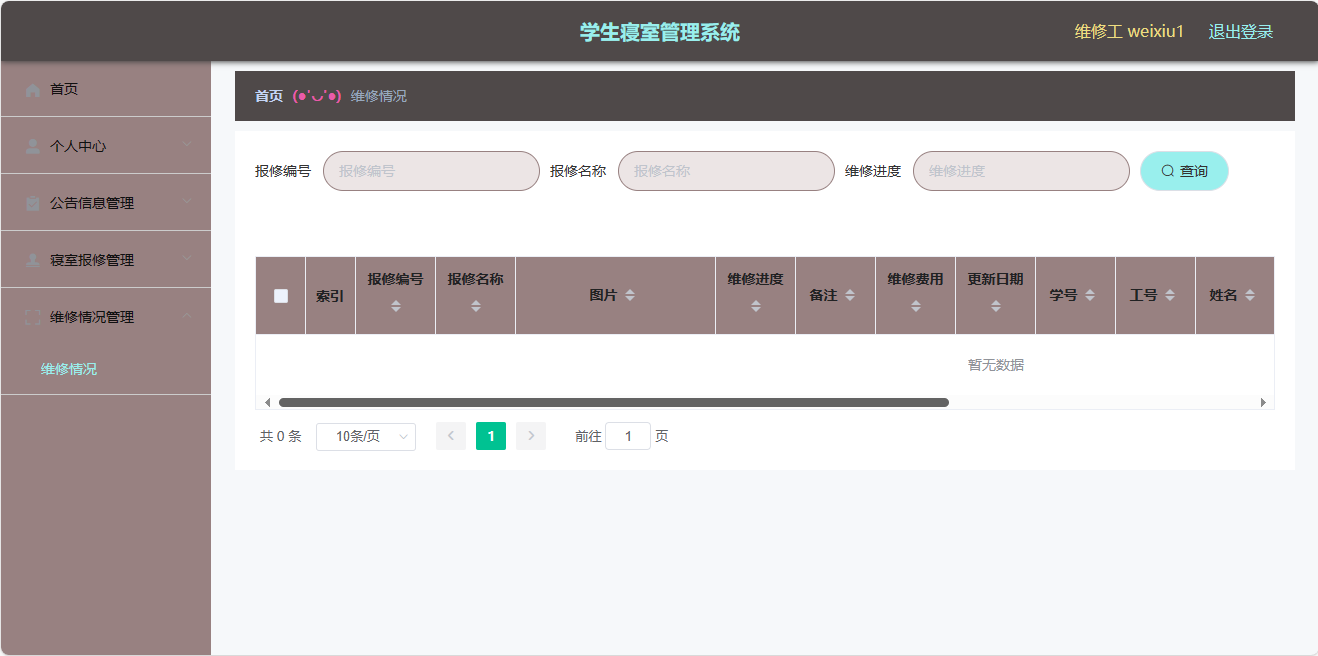 学生寝室管理系统
维修工 weixiu1 退出登录
首页
个人中心
公告信息管理
寝室报修管理
维修情况管理
维修情况
首页 (●'◡'●) 维修情况
报修编号 报修编号 报修名称 报修名称 维修进度 维修进度 查询
索引 报修编号 报修名称 图片 维修进度 备注 维修费用 更新日期 学号 工号 姓名
暂无数据
共 0 条 10条/页 1 前往 1 页